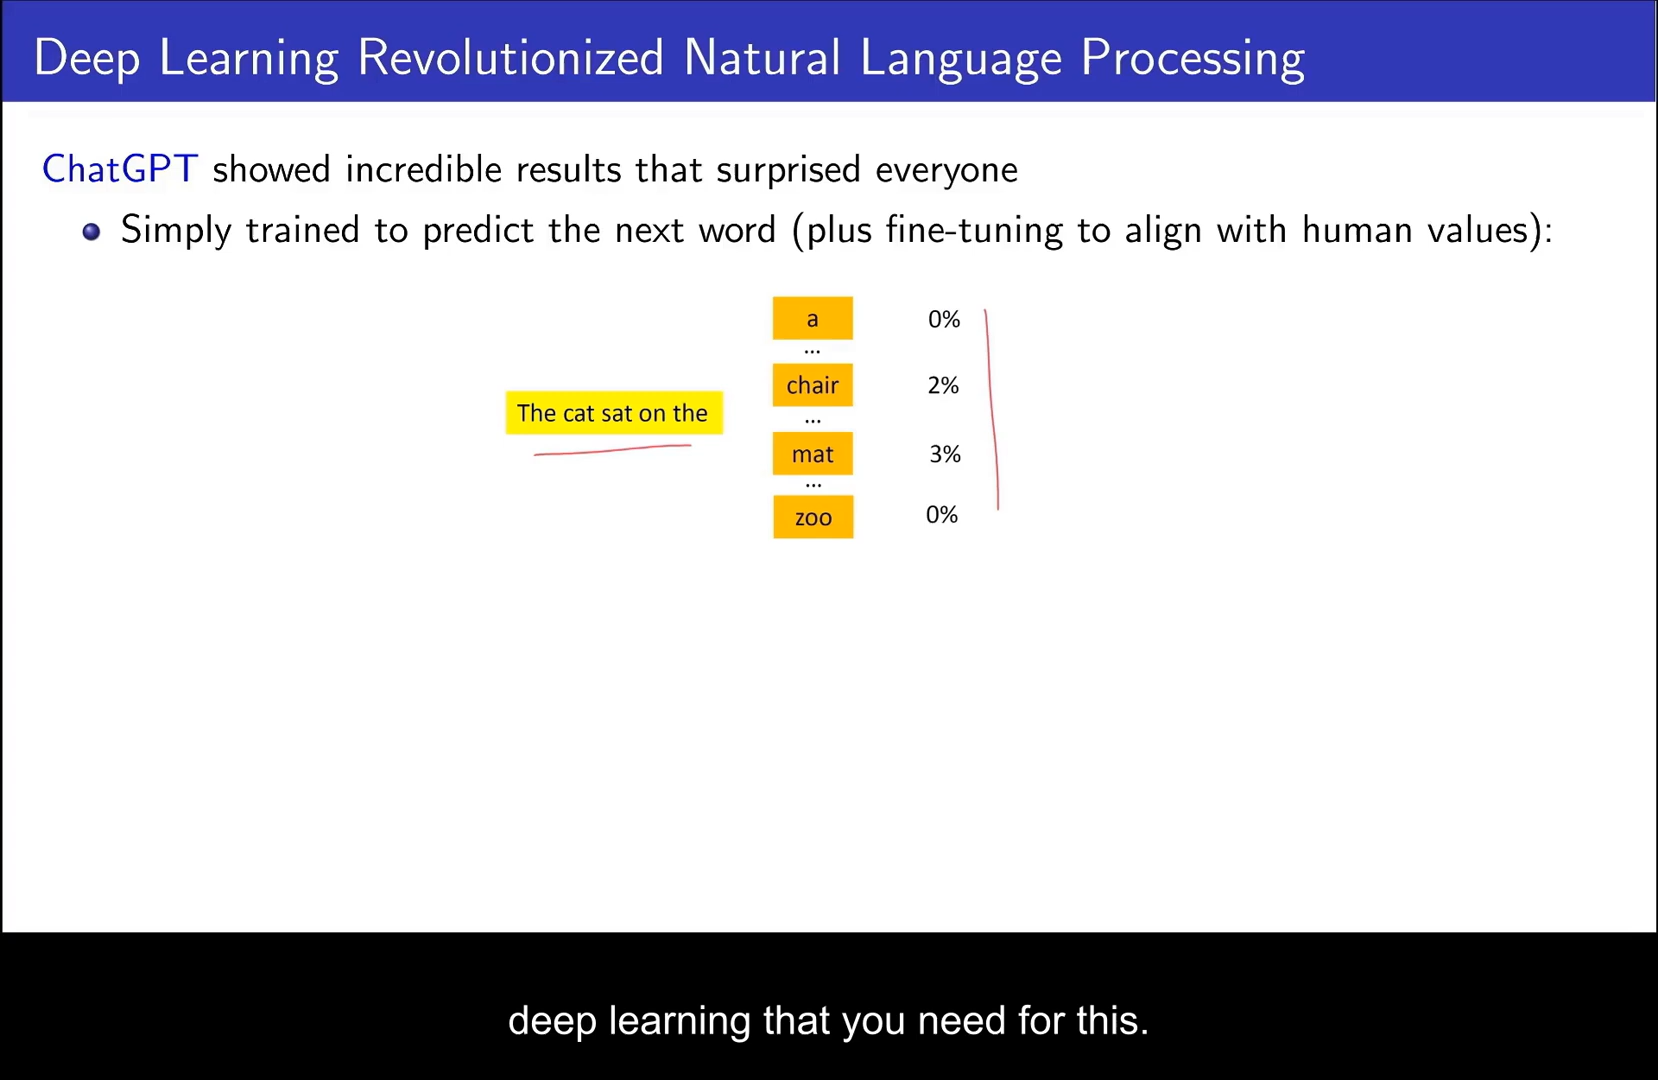 Deep Learning Revolutionized Natural Language Processing
ChatGPT showed incredible results that surprised everyone
Simply trained to predict the next word (plus fine-tuning to align with human values):
The cat sat on the
a 0%
...
chair 2%
...
mat 3%
...
zoo 0%
deep learning that you need for this.